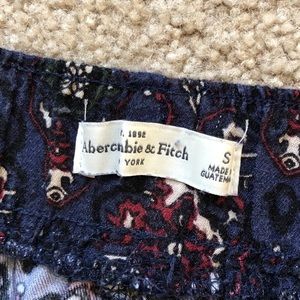 1892
Abercrombie & Fitch
YORK
S
MADE
GUATEM